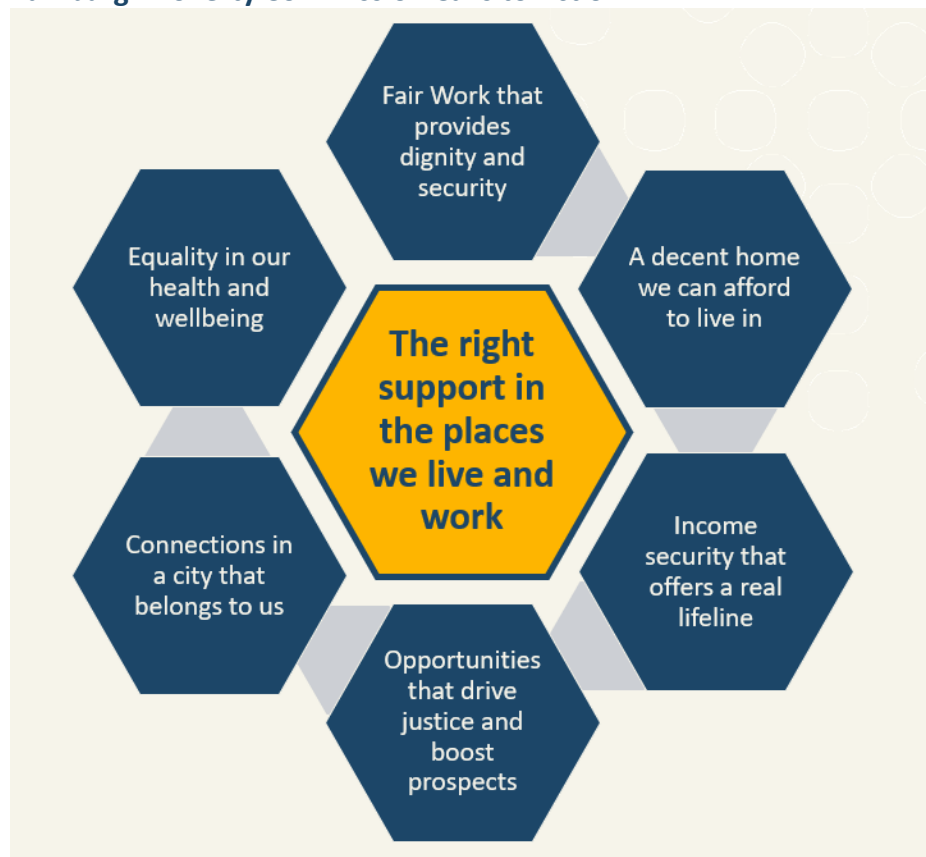 Fair Work that
provides
dignity and
security
A decent home
we can afford
to live in
Income
security that
offers a real
lifeline
Opportunities
that drive
justice and
boost
prospects
Connections in
a city that
belongs to us
Equality in our
health and
wellbeing
The right
support in
the places
we live and
work